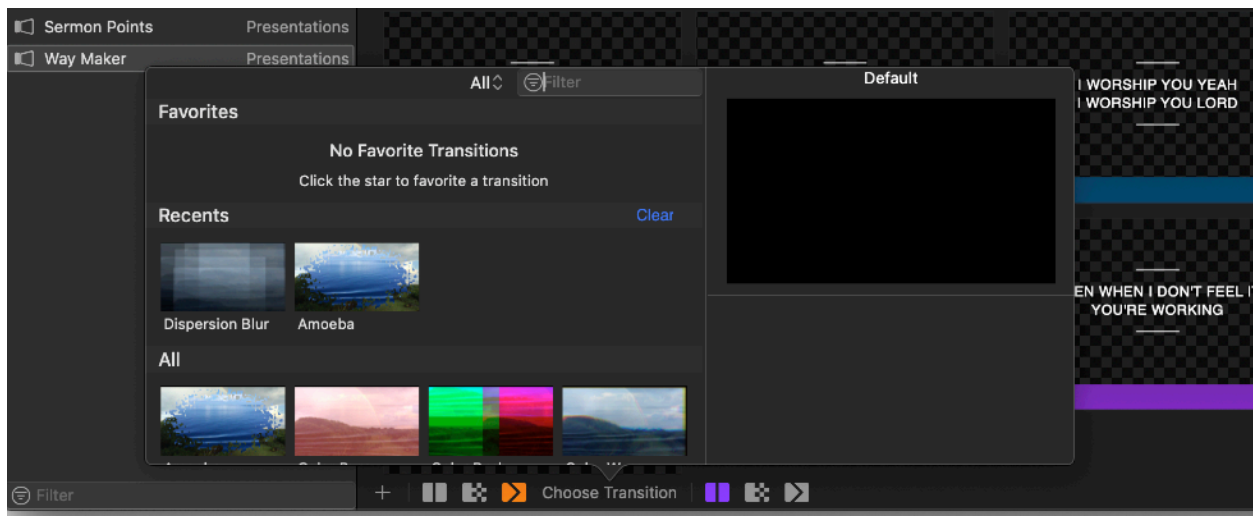 Sermon Points Presentations
Way Maker Presentations
All Filter
Default
Favorites
No Favorite Transitions
Click the star to favorite a transition
Recents Clear
Dispersion Blur Amoeba
All
I WORSHIP YOU YEAH
I WORSHIP YOU LORD
EN WHEN I DON'T FEEL I
YOU'RE WORKING
Filter
+ Choose Transition